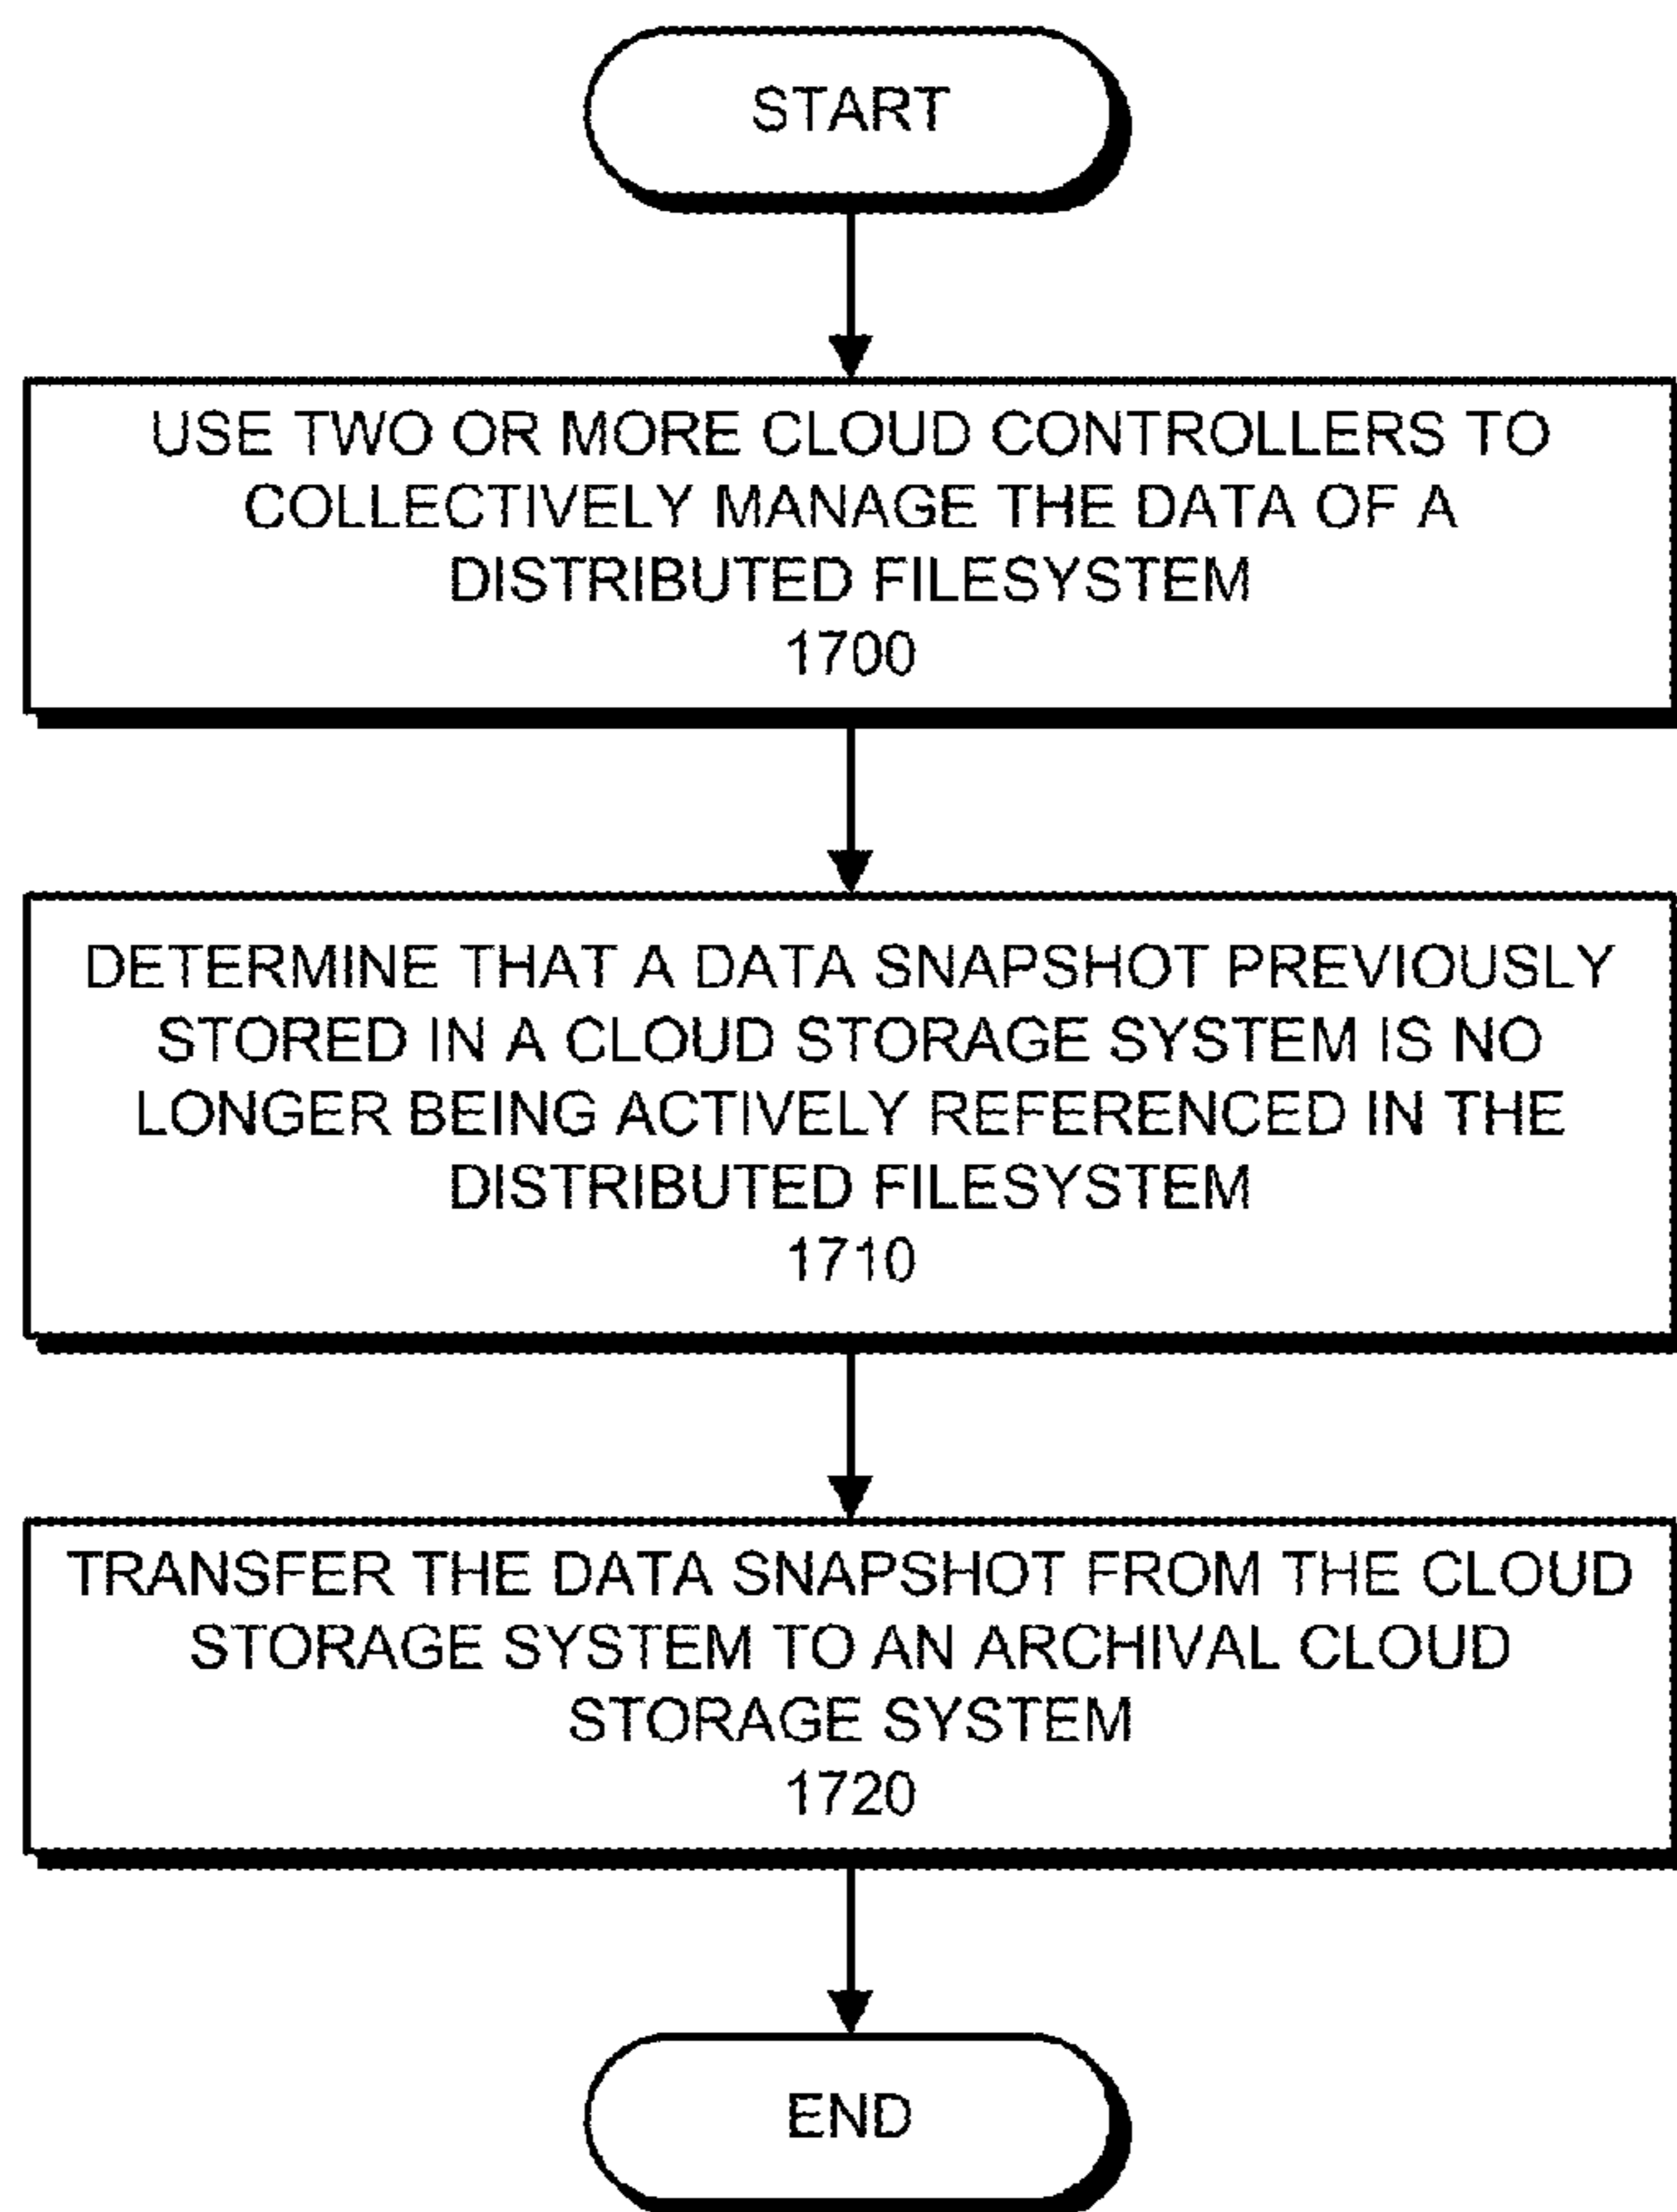 START
USE TWO OR MORE CLOUD CONTROLLERS TO
COLLECTIVELY MANAGE THE DATA OF A
DISTRIBUTED FILESYSTEM
1700
DETERMINE THAT A DATA SNAPSHOT PREVIOUSLY
STORED IN A CLOUD STORAGE SYSTEM IS NO
LONGER BEING ACTIVELY REFERENCED IN THE
DISTRIBUTED FILESYSTEM
1710
TRANSFER THE DATA SNAPSHOT FROM THE CLOUD
STORAGE SYSTEM TO AN ARCHIVAL CLOUD
STORAGE SYSTEM
1720
END